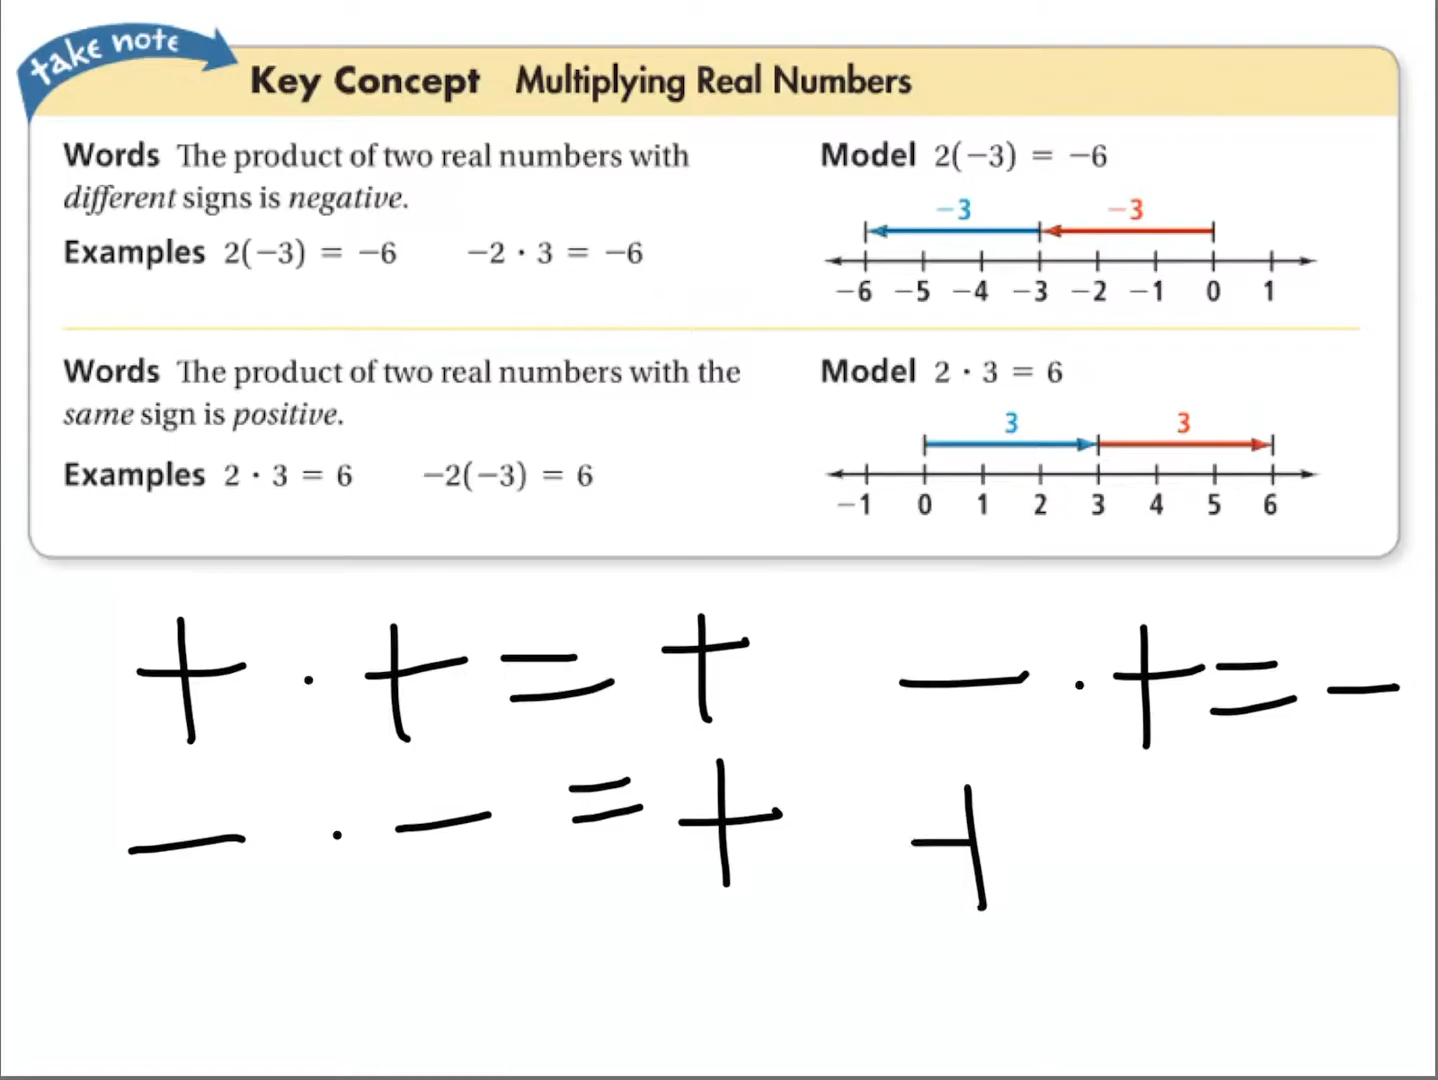 take note
Key Concept Multiplying Real Numbers
Words The product of two real numbers with
different signs is negative.
Examples 2(−3) = −6 −2 · 3 = −6
Model 2(−3) = −6
−3 −3
−6 −5 −4 −3 −2 −1 0 1
Words The product of two real numbers with the
same sign is positive.
Examples 2 · 3 = 6 −2(−3) = 6
Model 2 · 3 = 6
3 3
−1 0 1 2 3 4 5 6
+ · + = + − · + = −
− · − = + +